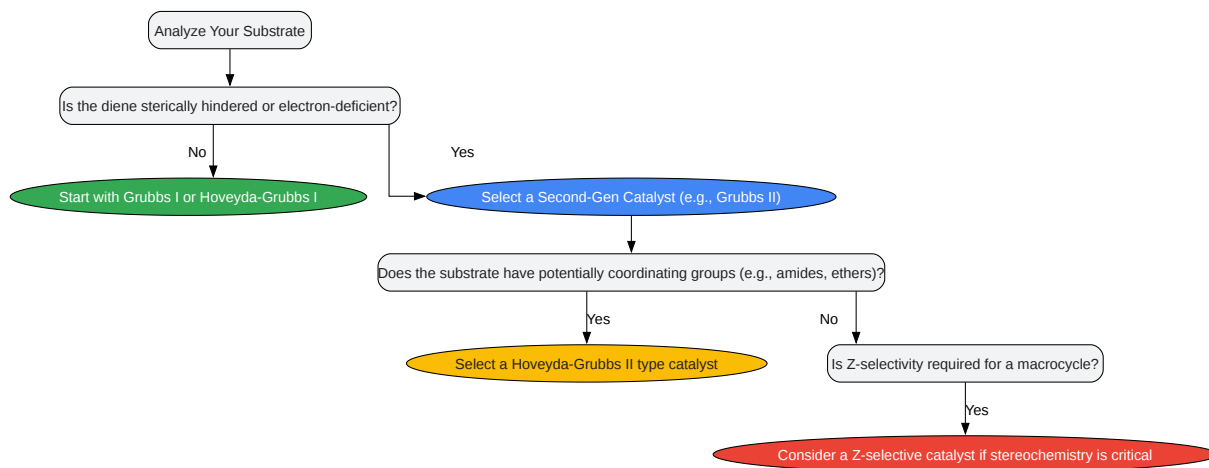 Analyze Your Substrate
Is the diene sterically hindered or electron-deficient?
No
Yes
Start with Grubbs I or Hoveyda-Grubbs I
Select a Second-Gen Catalyst (e.g., Grubbs II)
Does the substrate have potentially coordinating groups (e.g., amides, ethers)?
Yes
No
Select a Hoveyda-Grubbs II type catalyst
Is Z-selectivity required for a macrocycle?
Yes
Consider a Z-selective catalyst if stereochemistry is critical